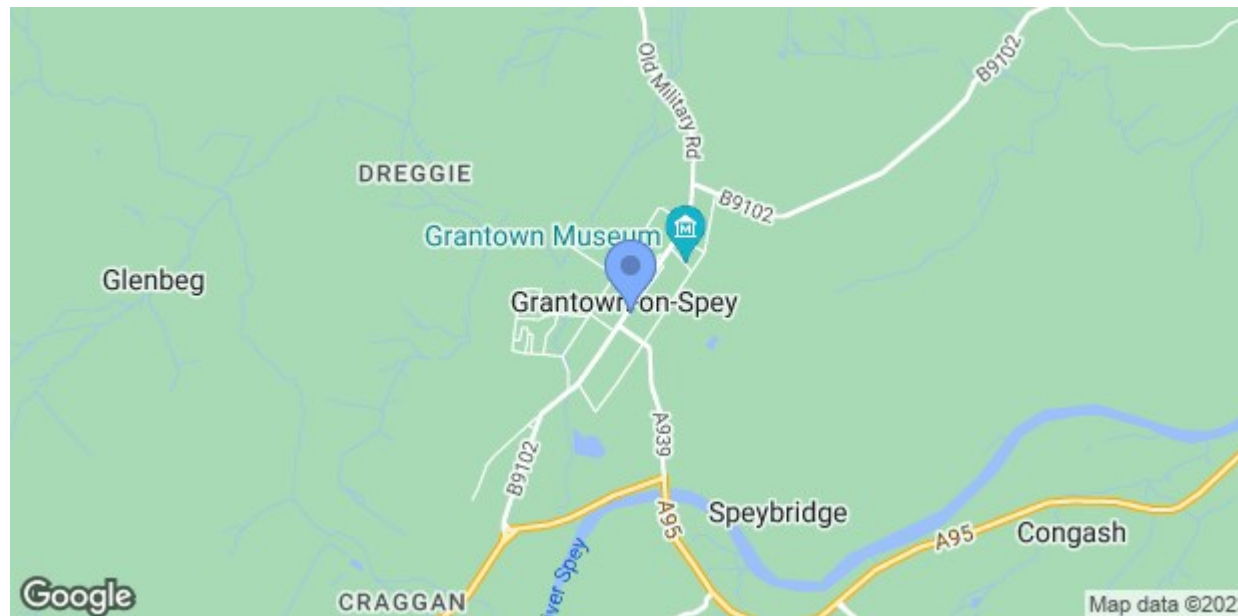 Old Military Rd
B9102
DREGGIE
B9102
Grantown Museum
Glenbeg
Grantown-on-Spey
A939
B9102
Speybridge
A95
A95
Congash
River Spey
CRAGGAN
Google
Map data ©202